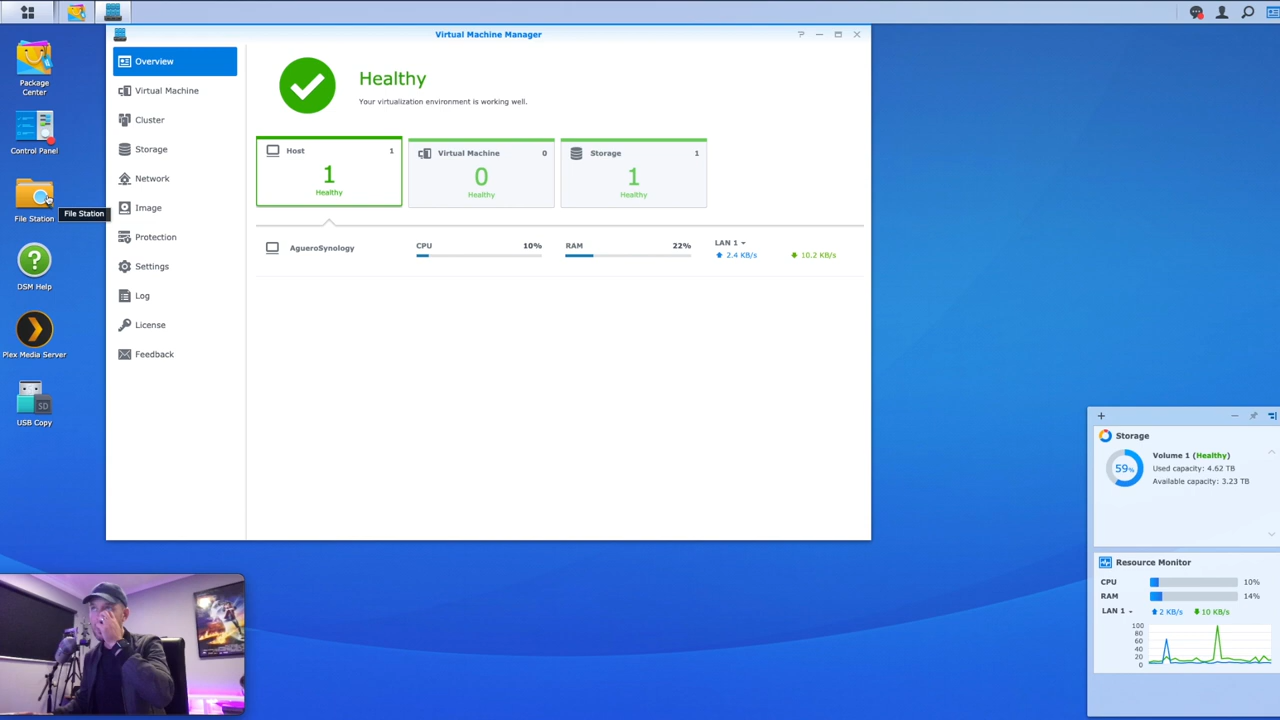 Virtual Machine Manager
Package
Center
Control Panel
File Station
File Station
DSM Help
Plex Media Server
SD
USB Copy
Overview
Virtual Machine
Cluster
Storage
Network
Image
Protection
Settings
Log
License
Feedback
Healthy
Your virtualization environment is working well.
Host 1
1
Healthy
Virtual Machine 0
0
Healthy
Storage 1
1
Healthy
AgueroSynology CPU 10% RAM 22% LAN 1
2.4 KB/s 10.2 KB/s
Storage
59%
Volume 1 (Healthy)
Used capacity: 4.62 TB
Available capacity: 3.23 TB
Resource Monitor
CPU 10%
RAM 14%
LAN 1 2 KB/s 10 KB/s
100
80
60
40
20
0